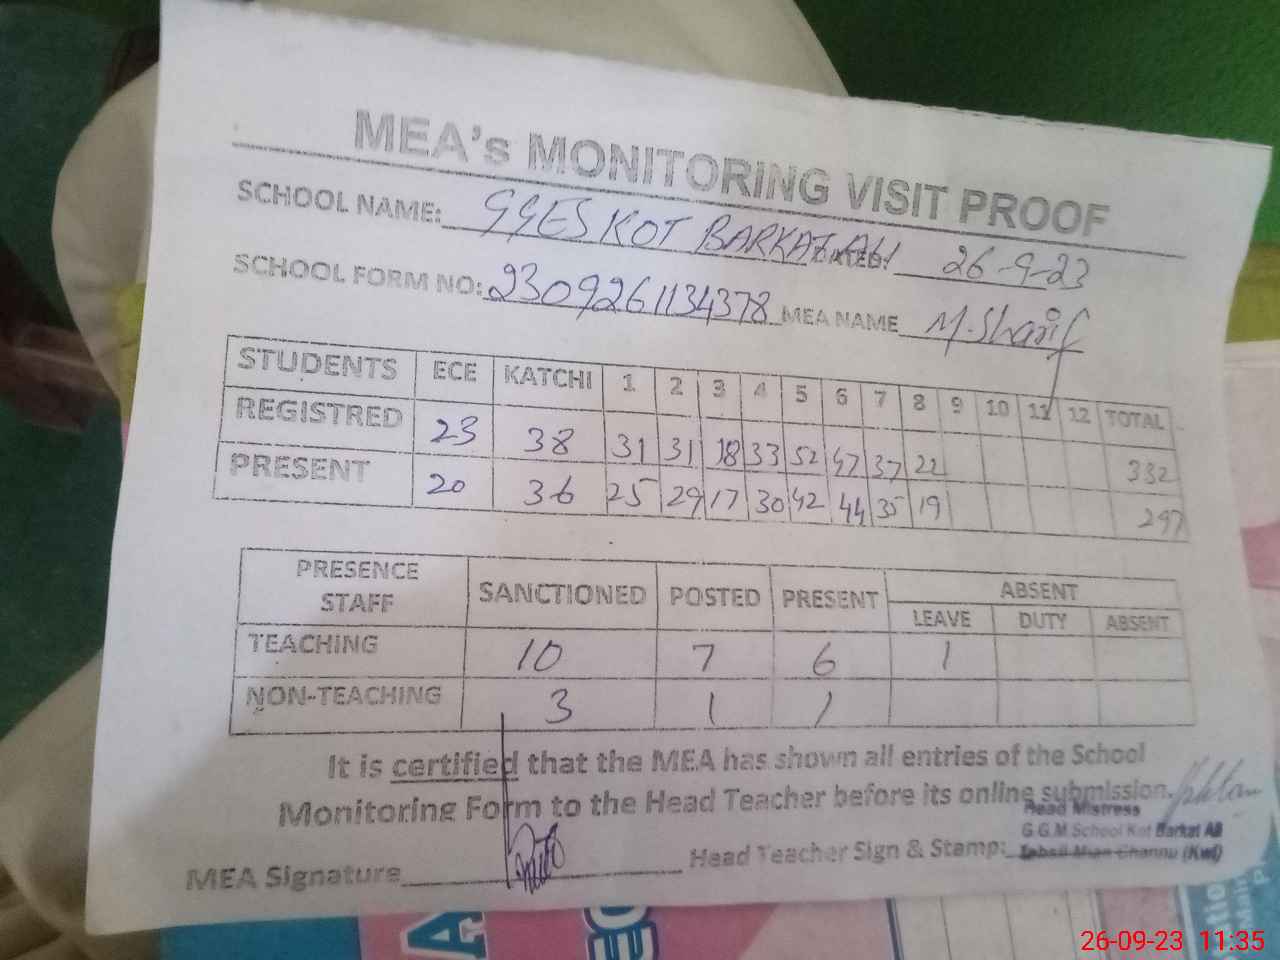 MEA's MONITORING VISIT PROOF
SCHOOL NAME: GGES KOT BARKAT Ali DATED: 26-9-23
SCHOOL FORM NO: 2309261134378 MEA NAME M.Sharif
STUDENTS ECE KATCHI 1 2 3 4 5 6 7 8 9 10 11 12 TOTAL
REGISTRED 23 38 31 31 18 33 52 47 37 22 332
PRESENT 20 36 25 29 17 30 42 44 35 19 297
PRESENCE STAFF SANCTIONED POSTED PRESENT ABSENT
LEAVE DUTY ABSENT
TEACHING 10 7 6 1
NON-TEACHING 3 1 1
It is certified that the MEA has shown all entries of the School
Monitoring Form to the Head Teacher before its online submission.
Head Mistress
G.G.M School Kot Barkat Ali
Tehsil Mian Channu (Kwl)
MEA Signature Head Teacher Sign & Stamp:
26-09-23 11:35